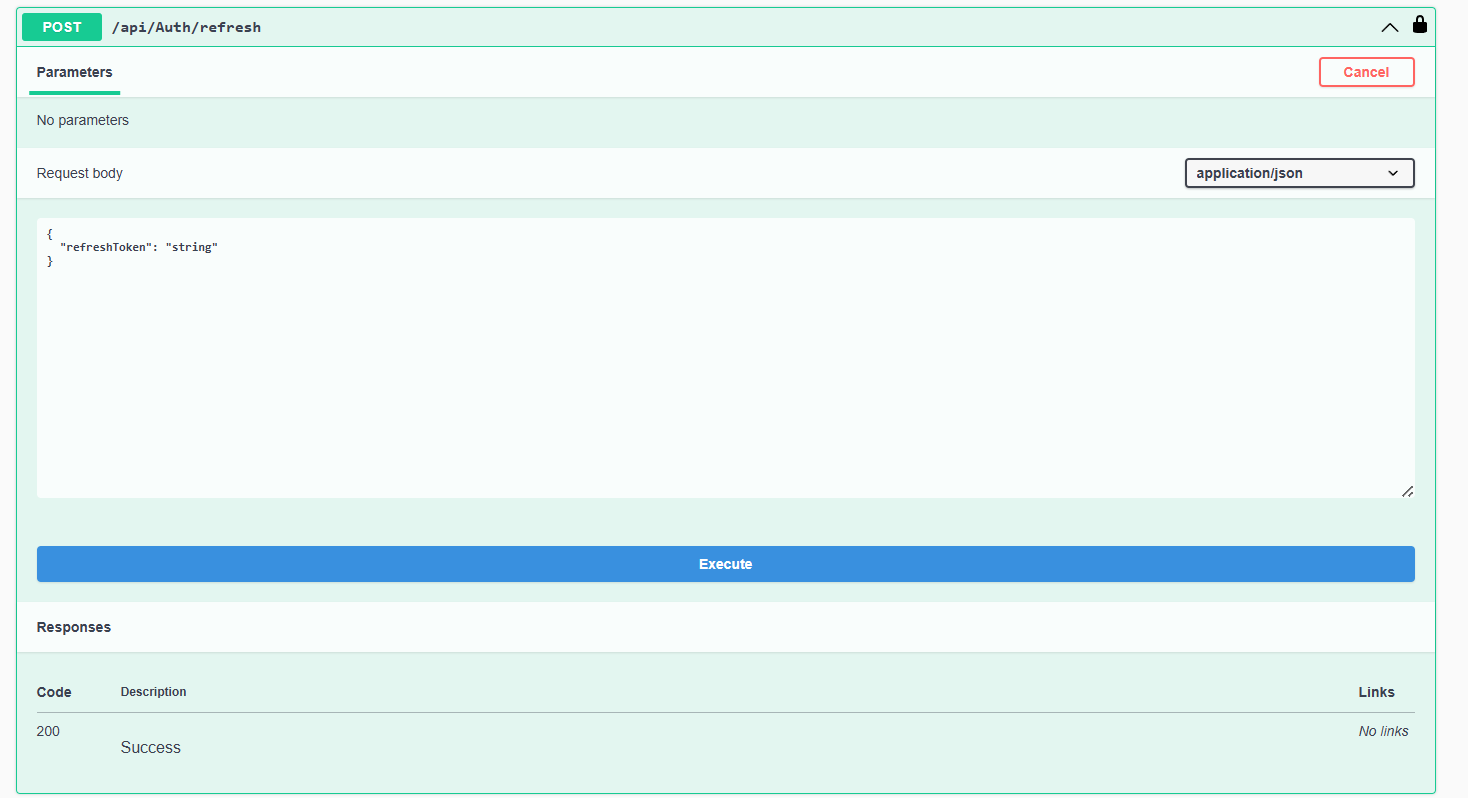 POST /api/Auth/refresh
Parameters Cancel
No parameters
Request body application/json
{
"refreshToken": "string"
}
Execute
Responses
Code Description Links
200 Success No links